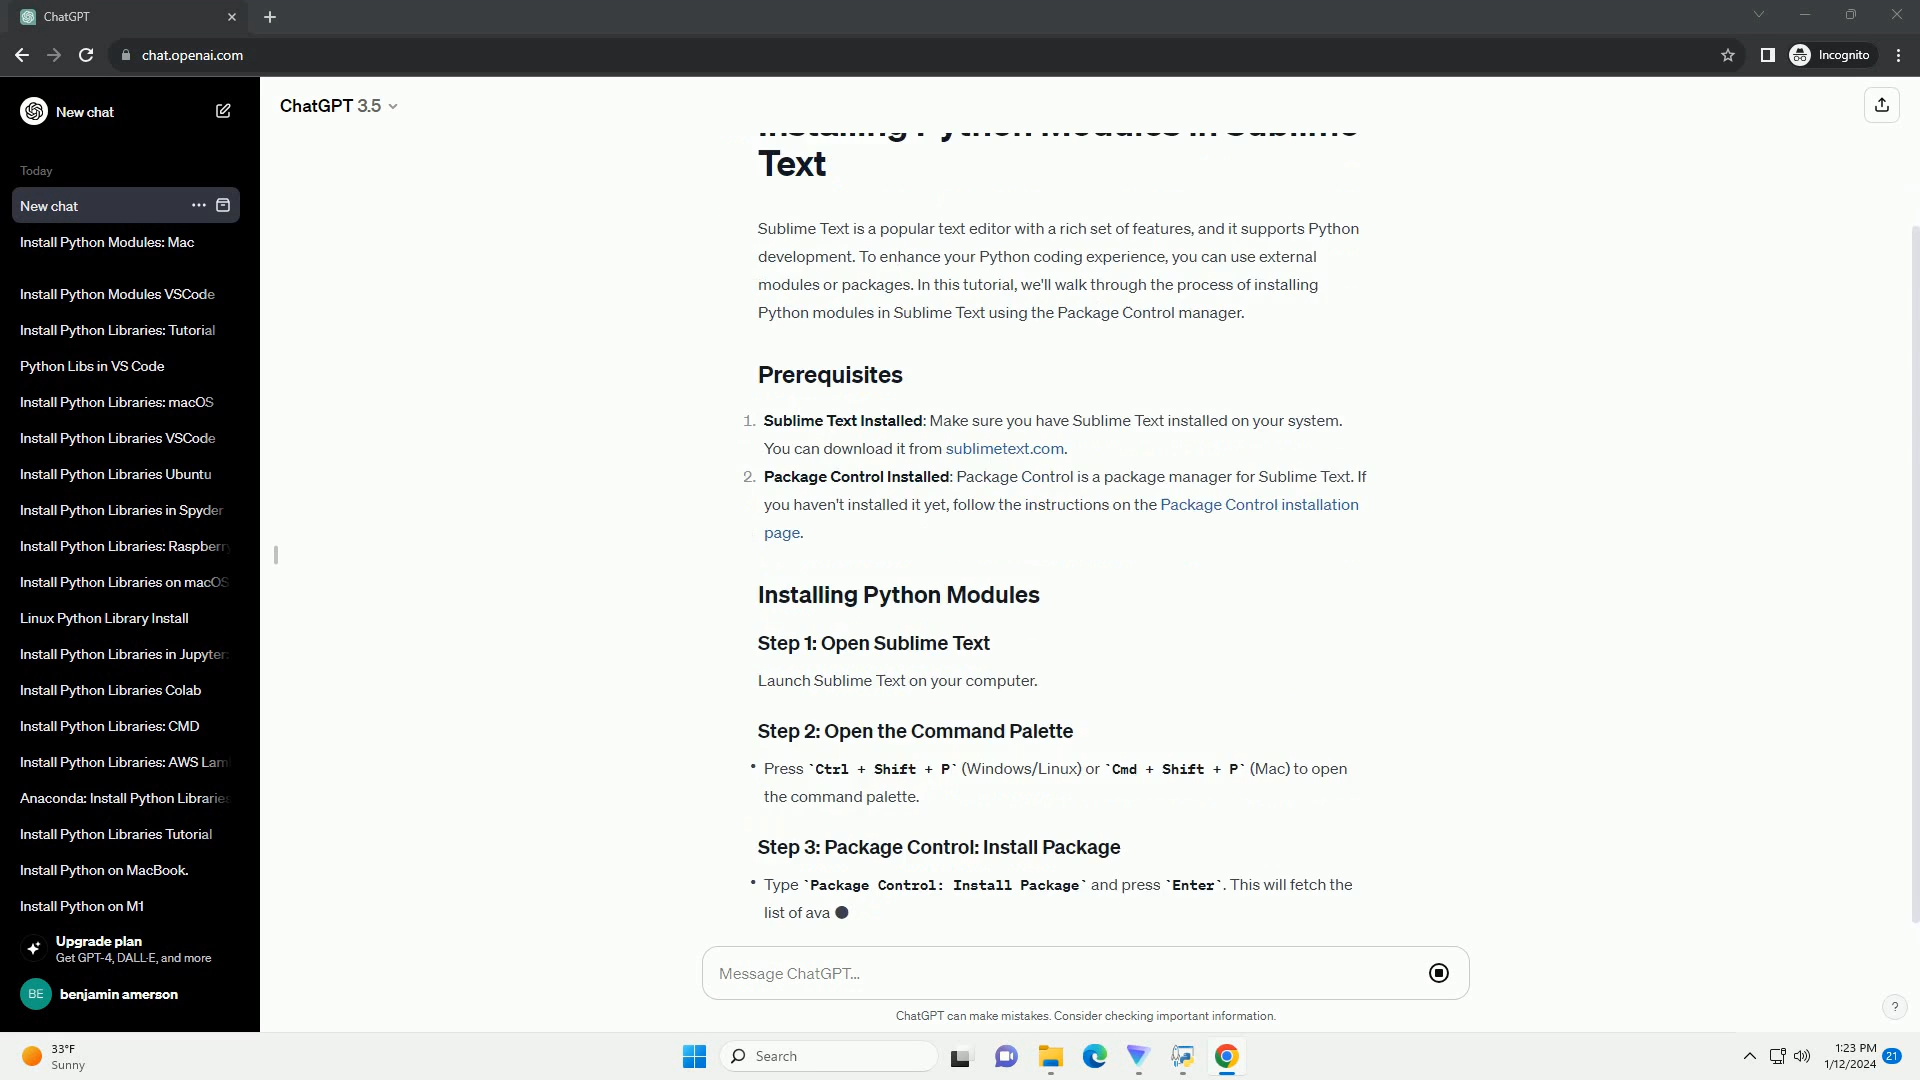 ChatGPT
chat.openai.com
Incognito
New chat
ChatGPT 3.5
Today
New chat
Install Python Modules: Mac
Install Python Modules VSCode
Install Python Libraries: Tutorial
Python Libs in VS Code
Install Python Libraries: macOS
Install Python Libraries VSCode
Install Python Libraries Ubuntu
Install Python Libraries in Spyder
Install Python Libraries: Raspberry
Install Python Libraries on macOS
Linux Python Library Install
Install Python Libraries in Jupyter:
Install Python Libraries Colab
Install Python Libraries: CMD
Install Python Libraries: AWS Lam
Anaconda: Install Python Libraries
Install Python Libraries Tutorial
Install Python on MacBook.
Install Python on M1
Upgrade plan
Get GPT-4, DALL·E, and more
BE
benjamin amerson
Installing Python Modules in Sublime
Text
Sublime Text is a popular text editor with a rich set of features, and it supports Python
development. To enhance your Python coding experience, you can use external
modules or packages. In this tutorial, we'll walk through the process of installing
Python modules in Sublime Text using the Package Control manager.
Prerequisites
1. Sublime Text Installed: Make sure you have Sublime Text installed on your system.
You can download it from sublimetext.com.
2. Package Control Installed: Package Control is a package manager for Sublime Text. If
you haven't installed it yet, follow the instructions on the Package Control installation
page.
Installing Python Modules
Step 1: Open Sublime Text
Launch Sublime Text on your computer.
Step 2: Open the Command Palette
• Press `Ctrl + Shift + P` (Windows/Linux) or `Cmd + Shift + P` (Mac) to open
the command palette.
Step 3: Package Control: Install Package
• Type `Package Control: Install Package` and press `Enter`. This will fetch the
list of ava
Message ChatGPT…
ChatGPT can make mistakes. Consider checking important information.
?
33°F
Sunny
Search
1:23 PM
1/12/2024
21